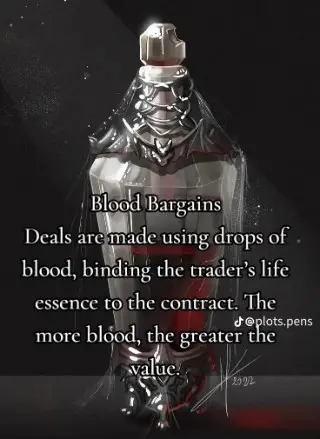 Blood Bargains
Deals are made using drops of
blood, binding the trader's life
essence to the contract. The
@plots.pens
more blood, the greater the
value.
2022